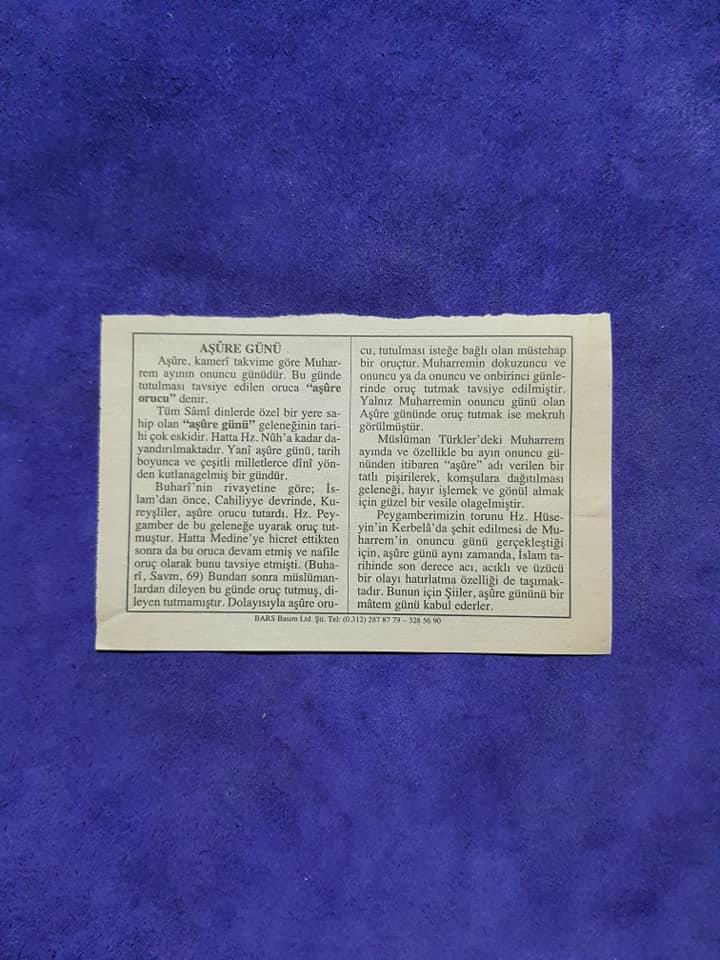 AŞÛRE GÜNÜ
Aşûre, kamerî takvime göre Muhar-
rem ayının onuncu günüdür. Bu günde
tutulması tavsiye edilen oruca “aşûre
orucu” denir.
Tüm Sâmî dinlerde özel bir yere sa-
hip olan “aşûre günü” geleneğinin tari-
hi çok eskidir. Hatta Hz. Nûh’a kadar da-
yandırılmaktadır. Yanî aşûre günü, tarih
boyunca ve çeşitli milletlerce dînî yön-
den kutlanagelmiş bir gündür.
Buharî’nin rivayetine göre; İs-
lam’dan önce, Cahiliyye devrinde, Ku-
reyşliler, aşûre orucu tutardı. Hz. Pey-
gamber de bu geleneğe uyarak oruç tut-
muştur. Hatta Medine’ye hicret ettikten
sonra da bu oruca devam etmiş ve nafile
oruç olarak bunu tavsiye etmişti. (Buha-
rî, Savm, 69) Bundan sonra müslüman-
lardan dileyen bu günde oruç tutmuş, di-
leyen tutmamıştır. Dolayısıyla aşûre oru-
cu, tutulması isteğe bağlı olan müstehap
bir oruçtur. Muharremin dokuzuncu ve
onuncu ya da onuncu ve onbirinci günle-
rinde oruç tutmak tavsiye edilmiştir.
Yalnız Muharremin onuncu günü olan
Aşûre gününde oruç tutmak ise mekruh
görülmüştür.
Müslüman Türkler’deki Muharrem
ayında ve özellikle bu ayın onuncu gü-
nünden itibaren “aşûre” adı verilen bir
tatlı pişirilerek, komşulara dağıtılması
geleneği, hayır işlemek ve gönül almak
için güzel bir vesile olagelmiştir.
Peygamberimizin torunu Hz. Hüse-
yin’in Kerbelâ’da şehit edilmesi de Mu-
harrem’in onuncu günü gerçekleştiği
için, aşûre günü aynı zamanda, İslam ta-
rihinde son derece acı, acıklı ve üzücü
bir olayı hatırlatma özelliği de taşımak-
tadır. Bunun için Şiiler, aşûre gününü bir
mâtem günü kabul ederler.
BARS Basım Ltd. Şti. Tel: (0.312) 287 87 79 – 328 56 90